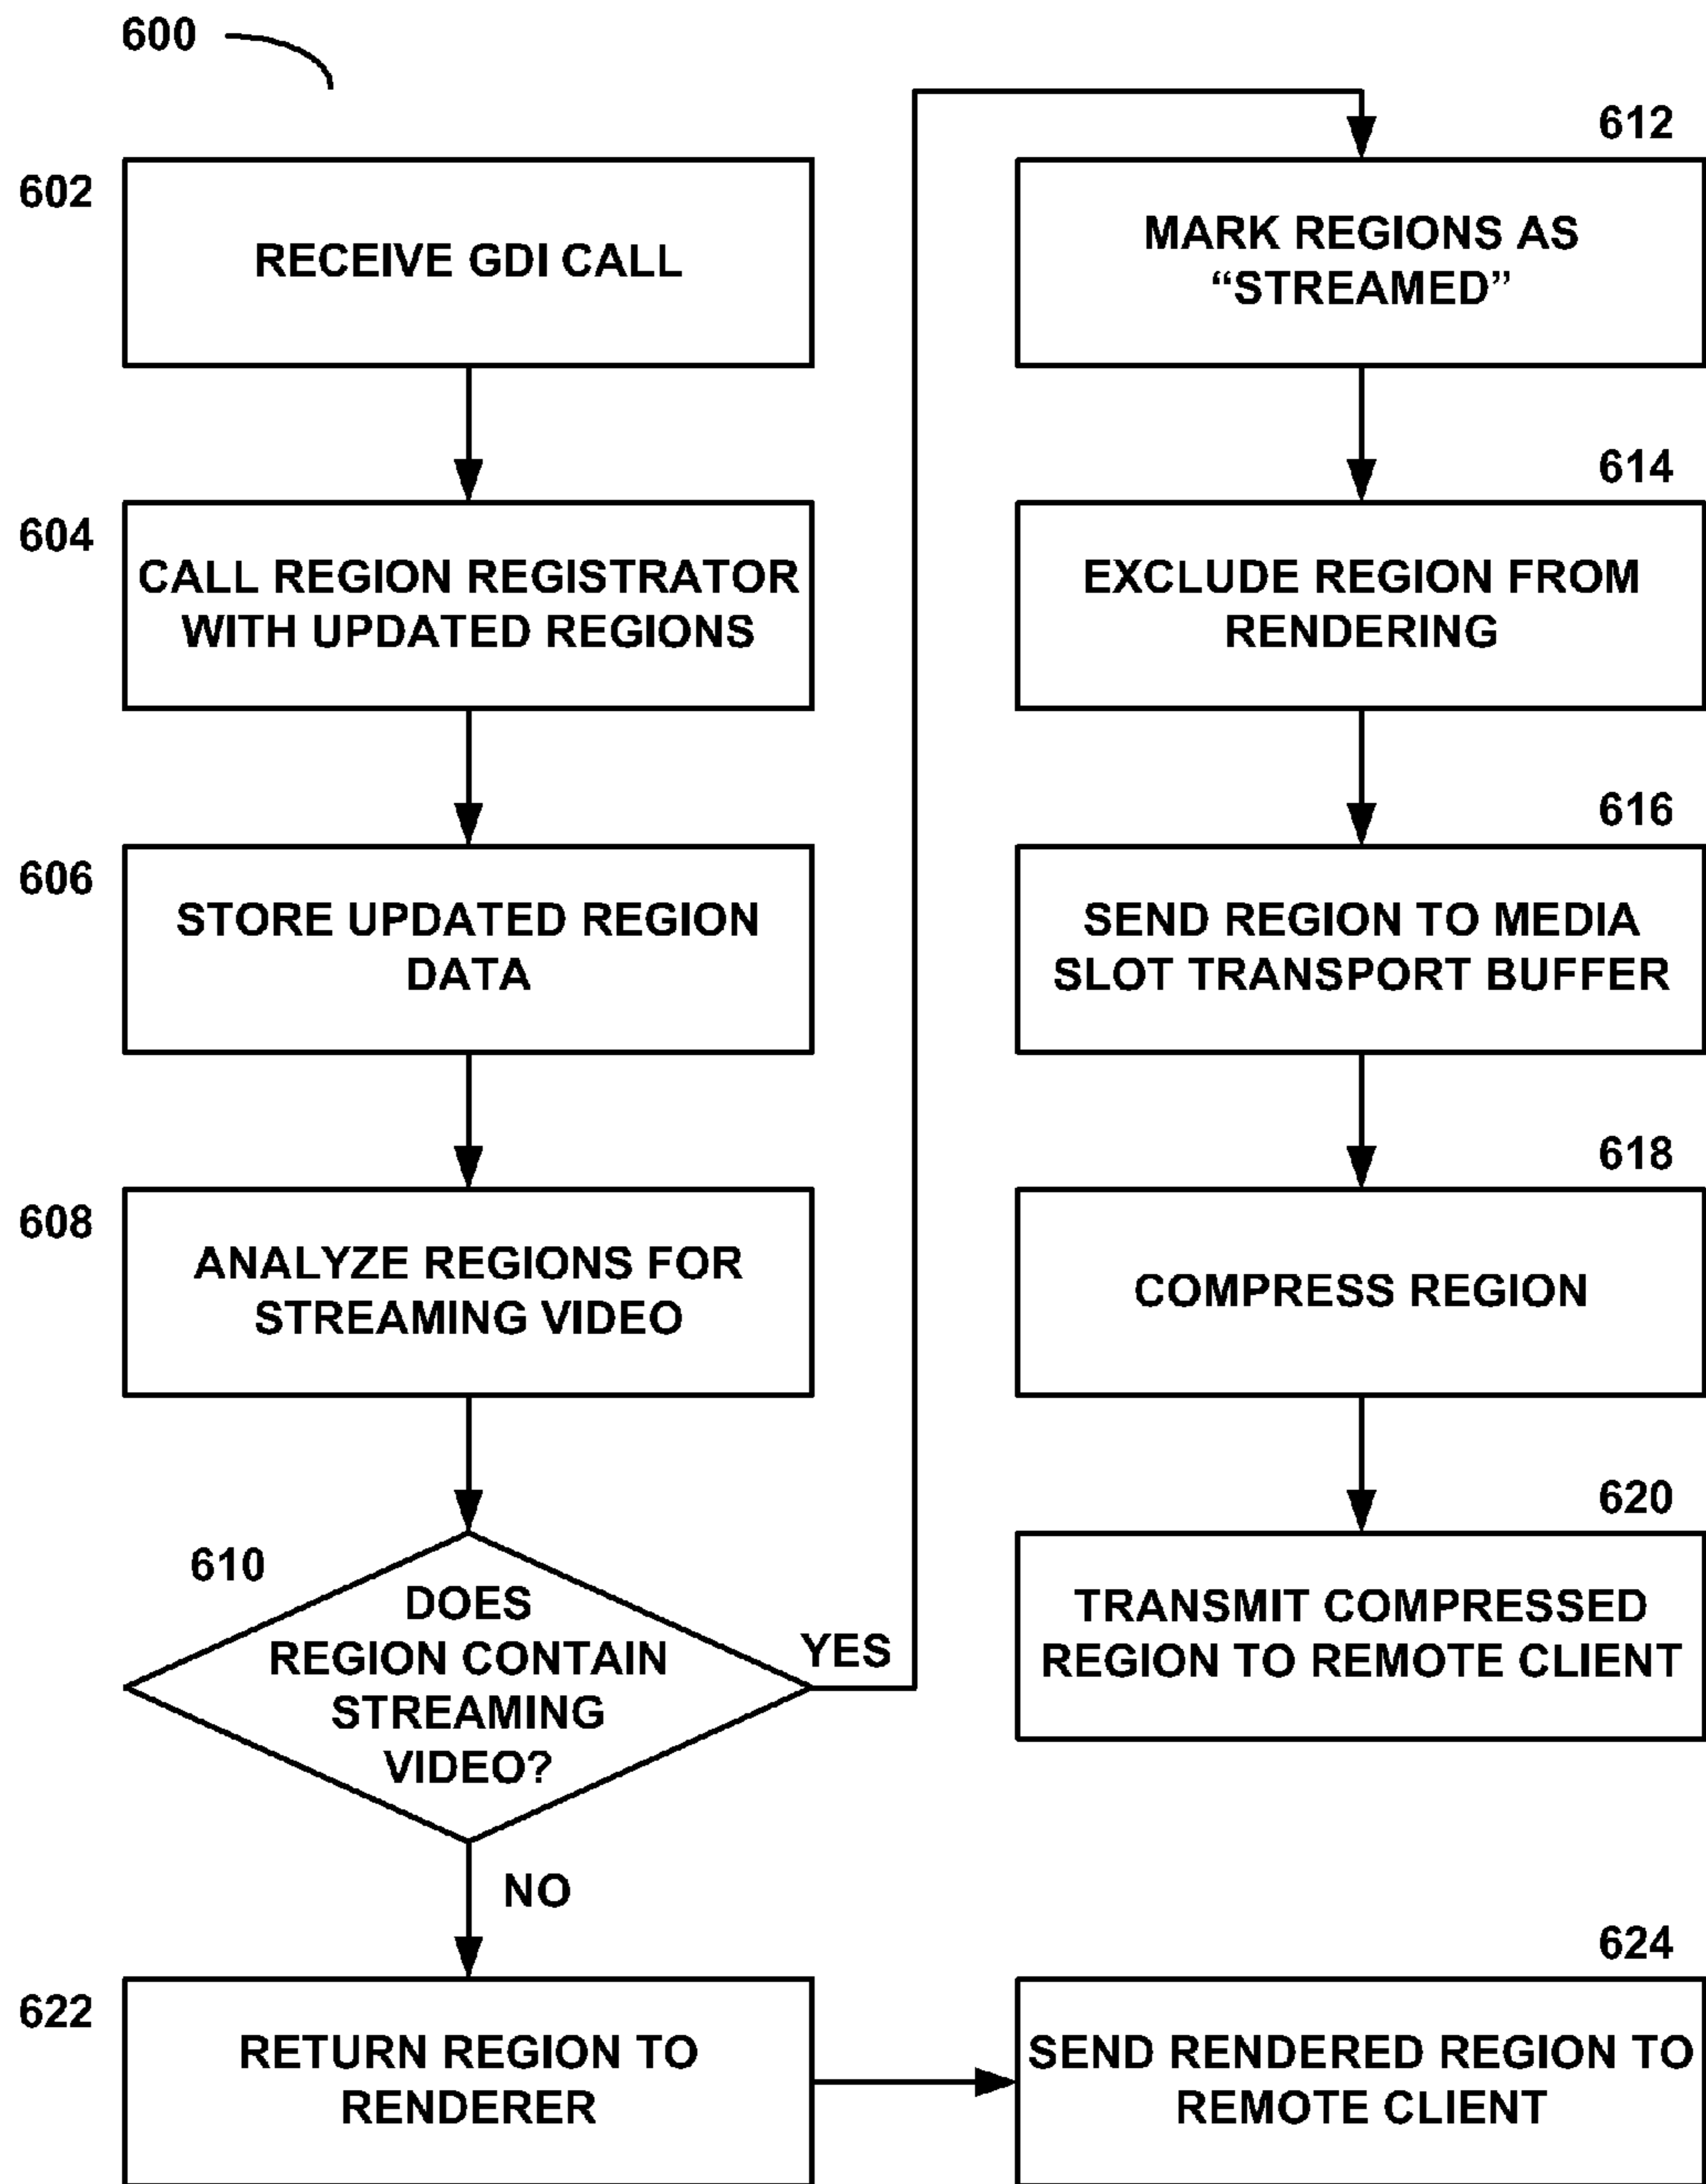 600
602
RECEIVE GDI CALL
604
CALL REGION REGISTRATOR
WITH UPDATED REGIONS
606
STORE UPDATED REGION
DATA
608
ANALYZE REGIONS FOR
STREAMING VIDEO
610
DOES
REGION CONTAIN
STREAMING
VIDEO?
YES
NO
612
MARK REGIONS AS
“STREAMED”
614
EXCLUDE REGION FROM
RENDERING
616
SEND REGION TO MEDIA
SLOT TRANSPORT BUFFER
618
COMPRESS REGION
620
TRANSMIT COMPRESSED
REGION TO REMOTE CLIENT
622
RETURN REGION TO
RENDERER
624
SEND RENDERED REGION TO
REMOTE CLIENT